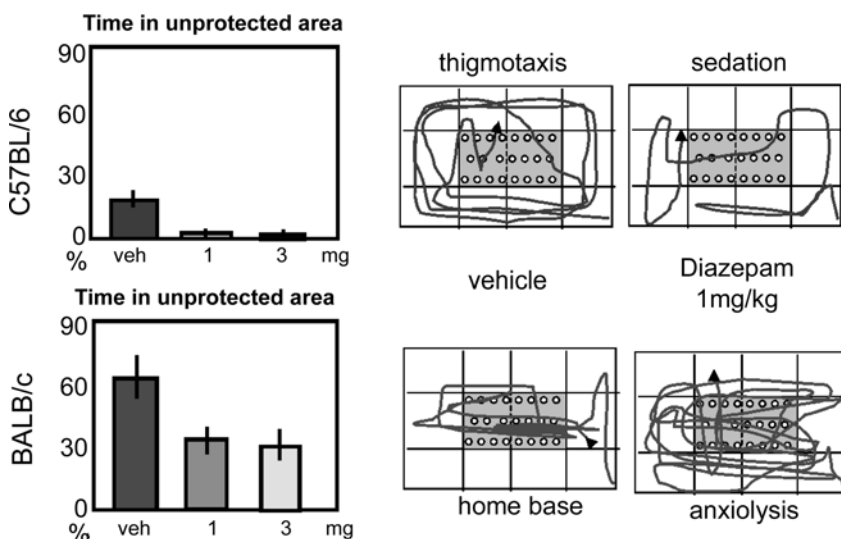 Time in unprotected area
C57BL/6
90
60
30
0
% veh 1 3 mg
Time in unprotected area
BALB/c
90
60
30
0
% veh 1 3 mg
thigmotaxis
sedation
vehicle
Diazepam
1mg/kg
home base
anxiolysis